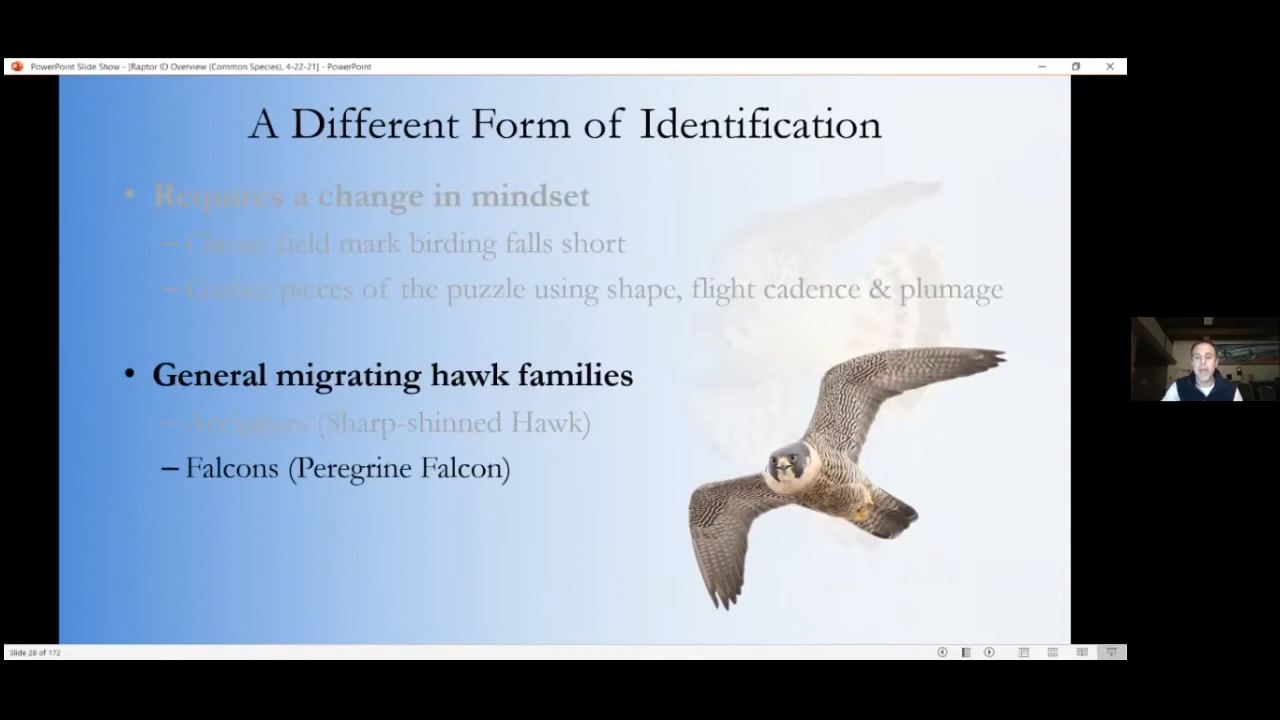 PowerPoint Slide Show - [Raptor ID Overview (Common Species), 4-22-21] - PowerPoint
A Different Form of Identification
• Requires a change in mindset
– Classic field mark birding falls short
– Gather pieces of the puzzle using shape, flight cadence & plumage
• General migrating hawk families
– Accipiters (Sharp-shinned Hawk)
– Falcons (Peregrine Falcon)
Slide 28 of 172